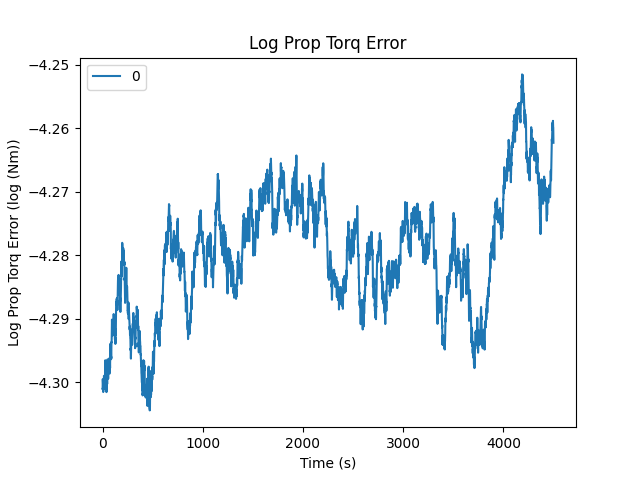 Log Prop Torq Error
0
Log Prop Torq Error (log (Nm))
−4.25
−4.26
−4.27
−4.28
−4.29
−4.30
0 1000 2000 3000 4000
Time (s)